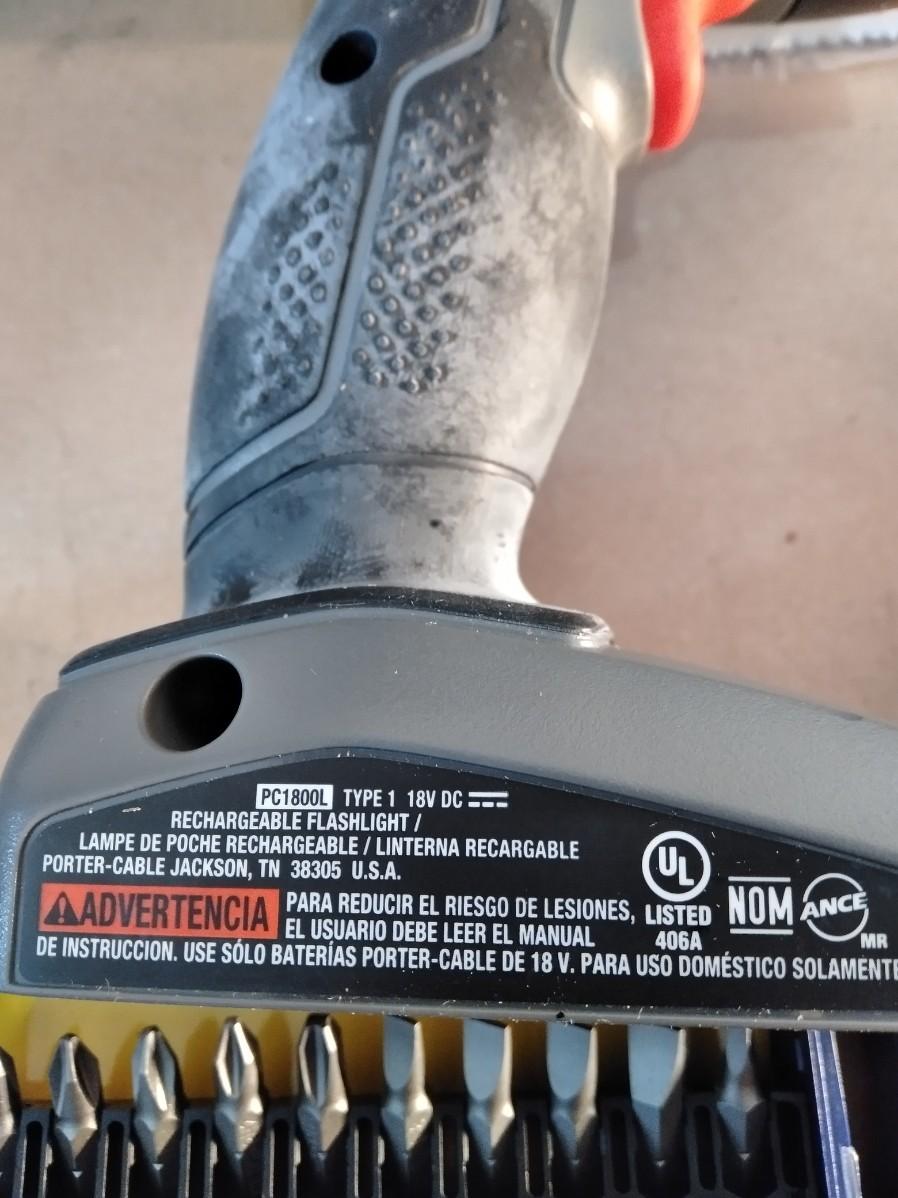 PC1800L TYPE 1 18V DC
RECHARGEABLE FLASHLIGHT /
LAMPE DE POCHE RECHARGEABLE / LINTERNA RECARGABLE
PORTER-CABLE JACKSON, TN 38305 U.S.A.
ADVERTENCIA PARA REDUCIR EL RIESGO DE LESIONES,
EL USUARIO DEBE LEER EL MANUAL
DE INSTRUCCION. USE SÓLO BATERÍAS PORTER-CABLE DE 18 V. PARA USO DOMÉSTICO SOLAMENTE
UL
LISTED
406A
NOM
ANCE
MR